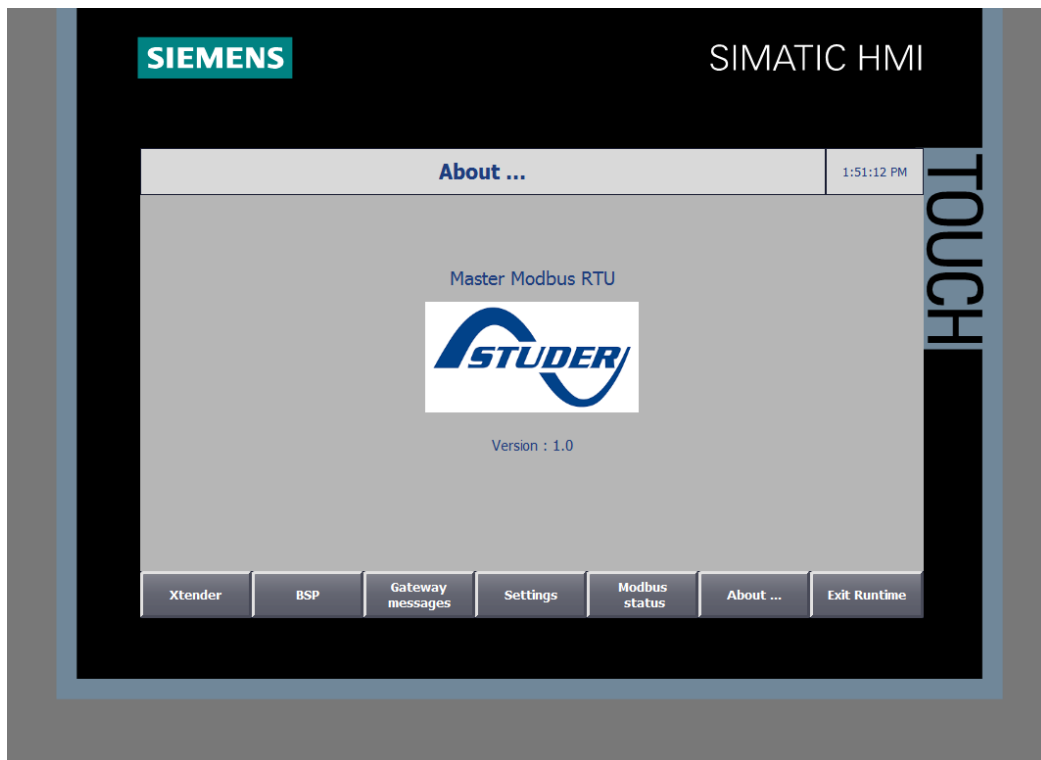 SIEMENS
SIMATIC HMI
About ...
1:51:12 PM
TOUCH
Master Modbus RTU
STUDER
Version : 1.0
Xtender
BSP
Gateway
messages
Settings
Modbus
status
About ...
Exit Runtime